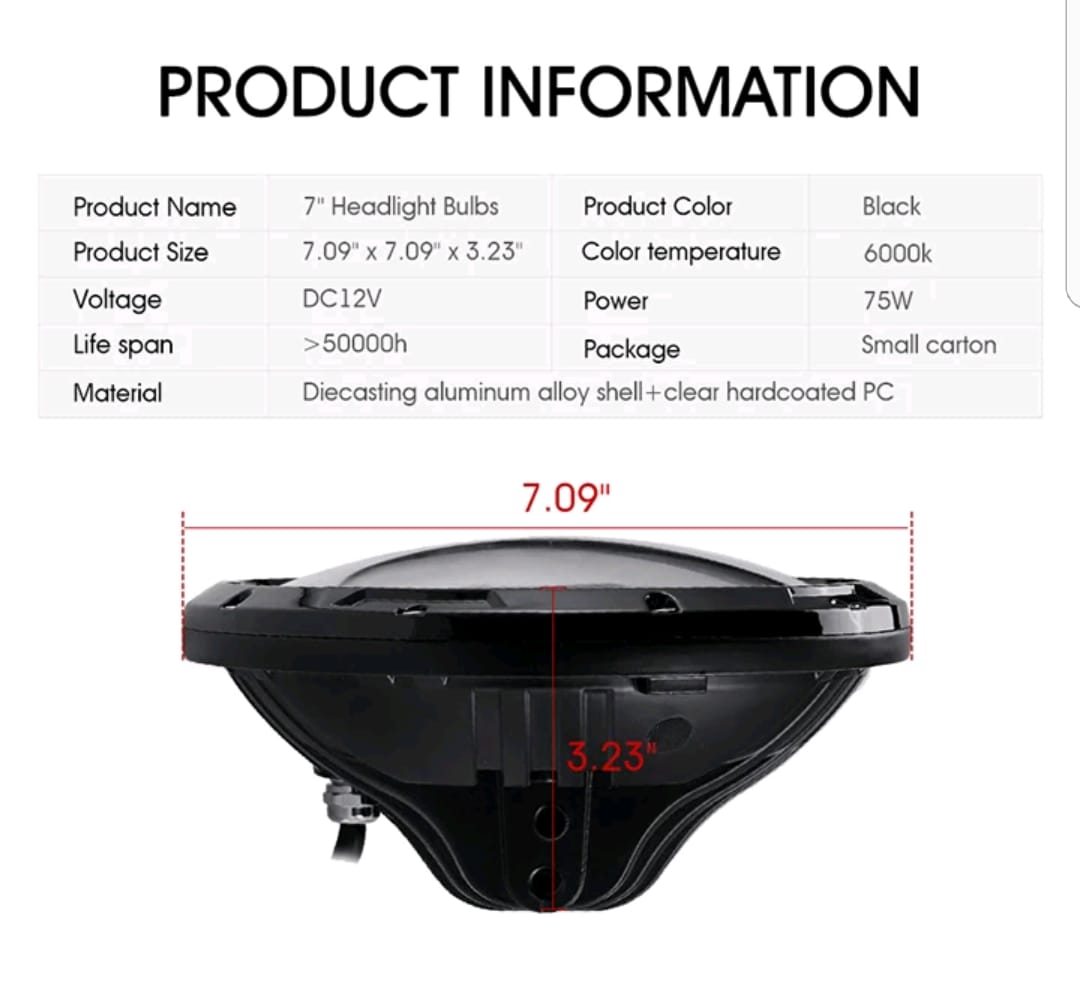 PRODUCT INFORMATION
Product Name 7" Headlight Bulbs Product Color Black
Product Size 7.09" x 7.09" x 3.23" Color temperature 6000k
Voltage DC12V Power 75W
Life span >50000h Package Small carton
Material Diecasting aluminum alloy shell+clear hardcoated PC
7.09"
3.23"